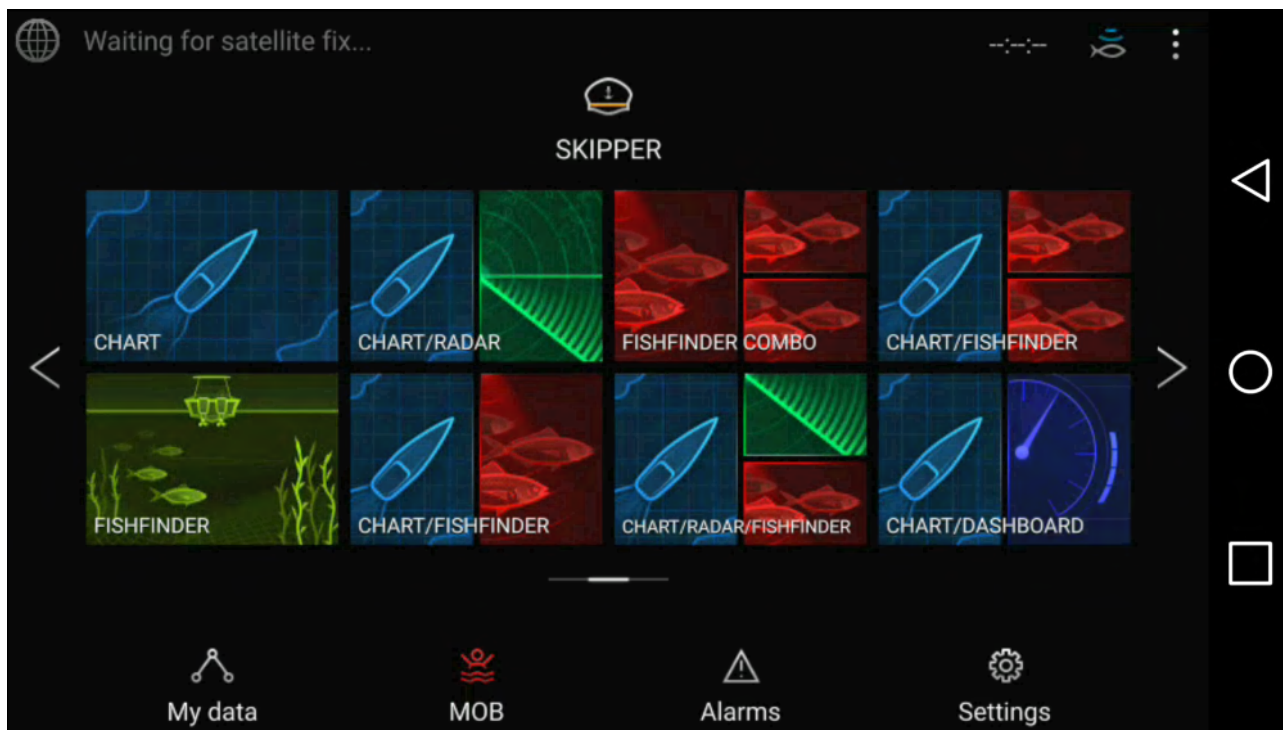 Waiting for satellite fix...
--:--:--
SKIPPER
CHART
CHART/RADAR
FISHFINDER COMBO
CHART/FISHFINDER
FISHFINDER
CHART/FISHFINDER
CHART/RADAR/FISHFINDER
CHART/DASHBOARD
My data
MOB
Alarms
Settings